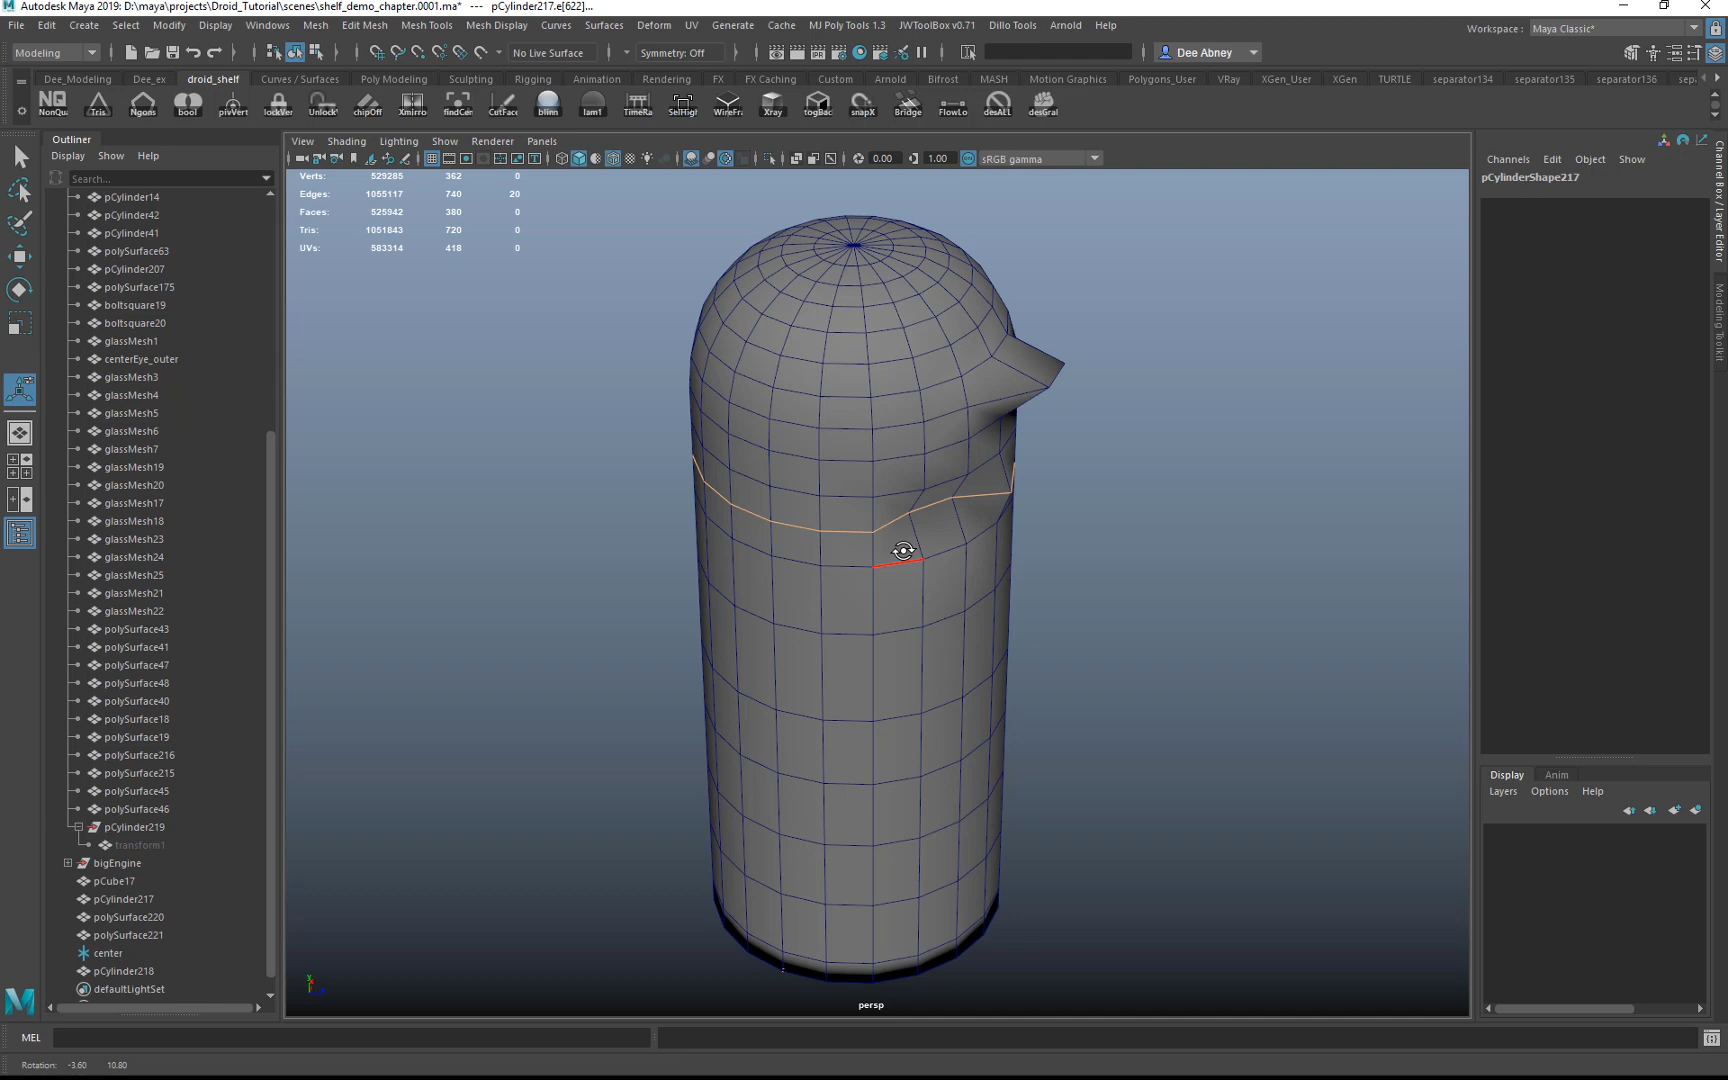 Autodesk Maya 2019: D:\maya\projects\Droid_Tutorial\scenes\shelf_demo_chapter.0001.ma*   ---   pCylinder217.e[622]...
File Edit Create Select Modify Display Windows Mesh Edit Mesh Mesh Tools Mesh Display Curves Surfaces Deform UV Generate Cache MJ Poly Tools 1.3 JWToolBox v0.71 Dillo Tools Arnold Help
Workspace : Maya Classic*
Modeling No Live Surface Symmetry: Off Dee Abney
Dee_Modeling Dee_ex droid_shelf Curves / Surfaces Poly Modeling Sculpting Rigging Animation Rendering FX FX Caching Custom Arnold Bifrost MASH Motion Graphics Polygons_User VRay XGen_User XGen TURTLE separator134 separator135 separator136
NonQu Tris Ngons bool pivVert lockVer Unlock chipOff Xmirro findCen CutFace blinn lam1 TimeRa SelHigl WireFr Xray togBac snapX Bridge FlowLo desALL desGral
Outliner
Display Show Help
Search...
pCylinder14
pCylinder42
pCylinder41
polySurface63
pCylinder207
polySurface175
boltsquare19
boltsquare20
glassMesh1
centerEye_outer
glassMesh3
glassMesh4
glassMesh5
glassMesh6
glassMesh7
glassMesh19
glassMesh20
glassMesh17
glassMesh18
glassMesh23
glassMesh24
glassMesh25
glassMesh21
glassMesh22
polySurface43
polySurface41
polySurface47
polySurface48
polySurface40
polySurface18
polySurface19
polySurface216
polySurface215
polySurface45
polySurface46
pCylinder219
transform1
bigEngine
pCube17
pCylinder217
polySurface220
polySurface221
center
pCylinder218
defaultLightSet
View Shading Lighting Show Renderer Panels
0.00 1.00 sRGB gamma
Verts: 529285 362 0
Edges: 1055117 740 20
Faces: 525942 380 0
Tris: 1051843 720 0
UVs: 583314 418 0
persp
Channels Edit Object Show
pCylinderShape217
Channel Box / Layer Editor
Modeling Toolkit
Display Anim
Layers Options Help
MEL
Rotation: -3.60 10.80